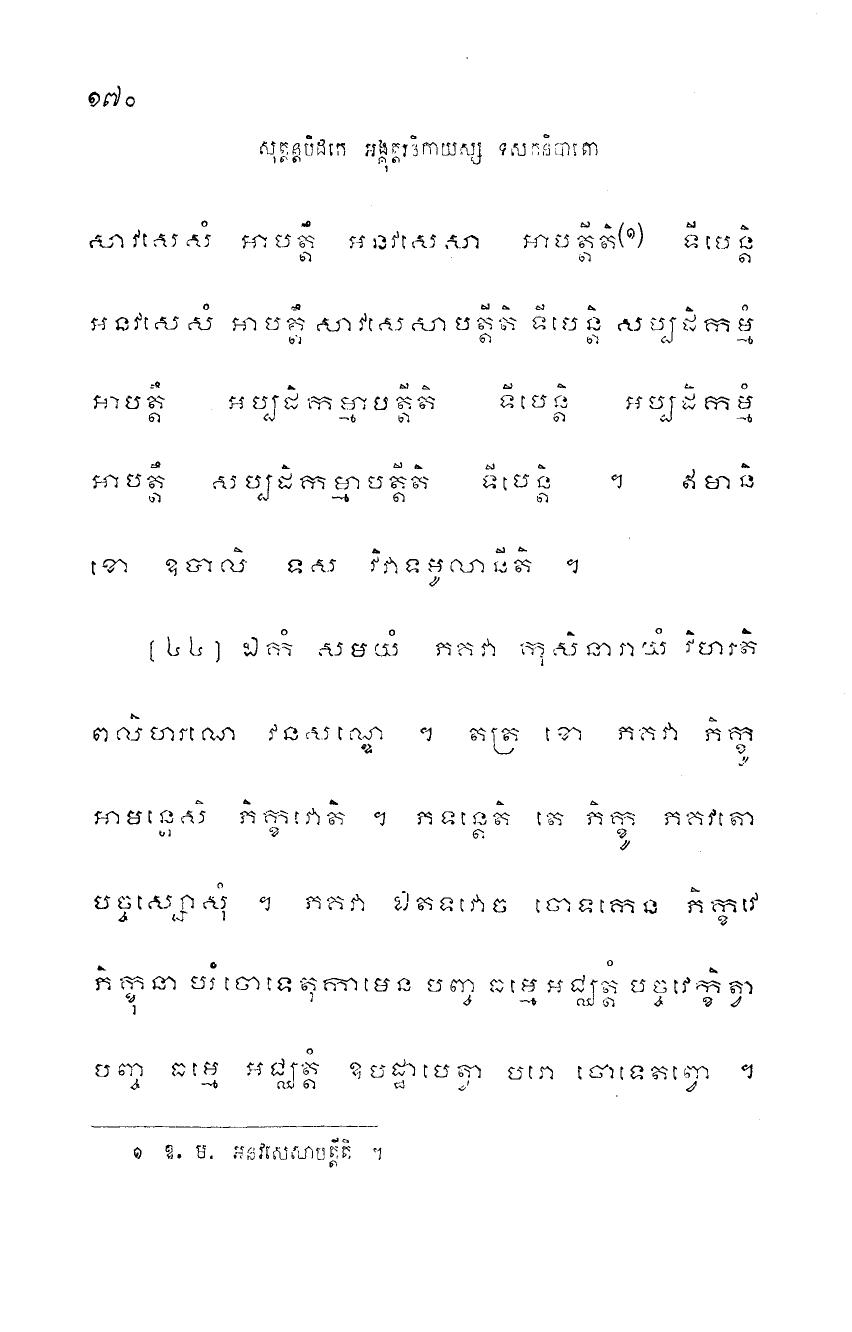 ១៧០
សុត្តន្តបិដកេ អង្គុត្តរនិកាយស្ស ទសកនិបាតោ
សាវសេសំ អាបត្តឹ អនវសេសា អាបត្តីតិ(១) ទីបេន្តិ
អនវសេសំ អាបត្តឹ សាវសេសាបត្តីតិ ទីបេន្តិ សប្បដិកម្មំ
អាបត្តឹ អប្បដិកម្មាបត្តីតិ ទីបេន្តិ អប្បដិកម្មំ
អាបត្តឹ សប្បដិកម្មាបត្តីតិ ទីបេន្តិ ។ ឥមានិ
ខោ ឧបាលិ ទស វិវាទមូលានីតិ ។
[៤៤] ឯកំ សមយំ ភគវា កុសិនារាយំ វិហរតិ
ពលិហរណេ វនសណ្ឌេ ។ តត្រ ខោ ភគវា ភិក្ខូ
អាមន្តេសិ ភិក្ខវោតិ ។ ភទន្តេតិ តេ ភិក្ខូ ភគវតោ
បច្ចស្សោសុំ ។ ភគវា ឯតទវោច ចោទកេន ភិក្ខវេ
ភិក្ខុនា បរំ ចោទេតុកាមេន បញ្ច ធម្មេ អជ្ឈត្តំ បច្ចវេក្ខិត្វា
បញ្ច ធម្មេ អជ្ឈត្តំ ឧបដ្ឋាបេត្វា បរោ ចោទេតព្វោ ។
១ ឱ. ម. អនវសេសាបត្តីតិ ។